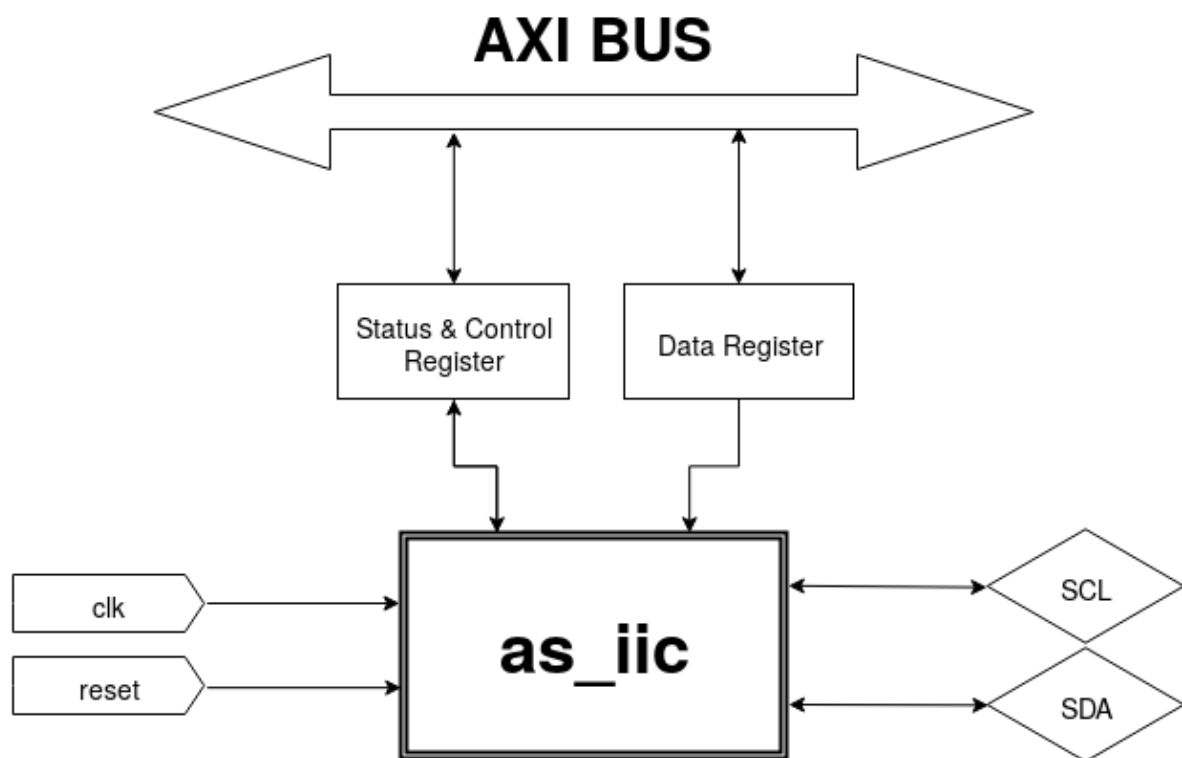 AXI BUS
Status & Control
Register
Data Register
clk
reset
as_iic
SCL
SDA